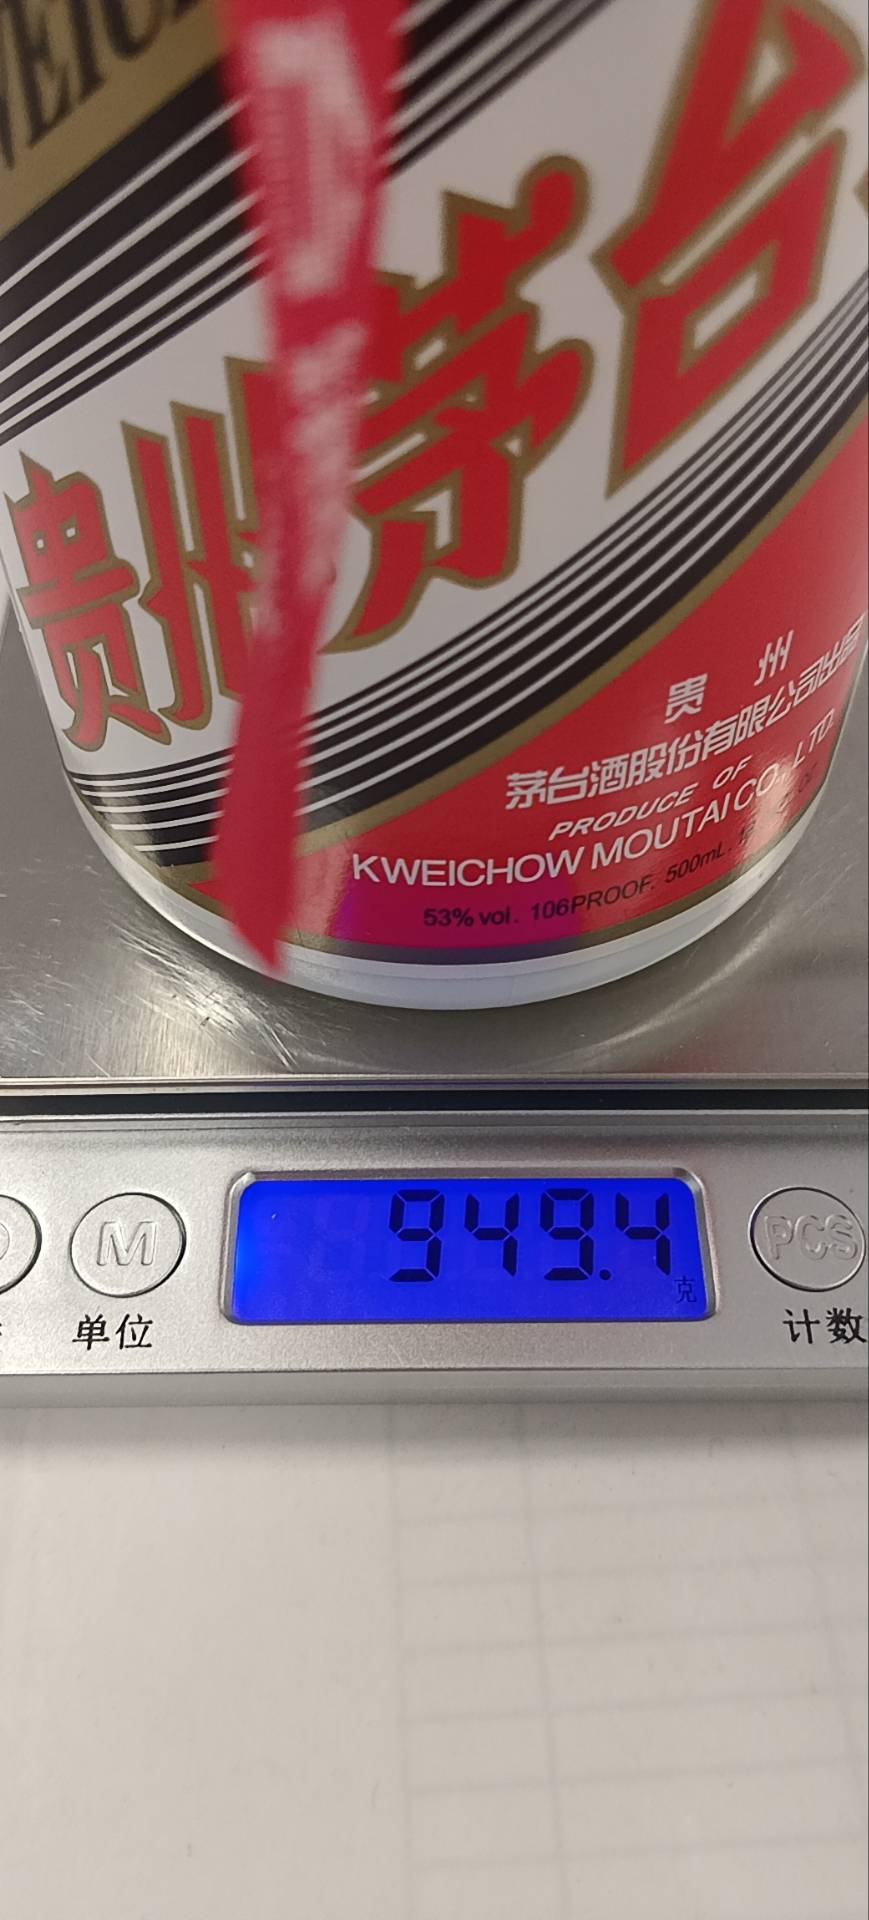 贵州茅台
贵州
茅台酒股份有限公司出品
PRODUCE OF
KWEICHOW MOUTAI CO., LTD.
53% vol. 106PROOF. 500mL.
M
949.4
克
PCS
单位
计数